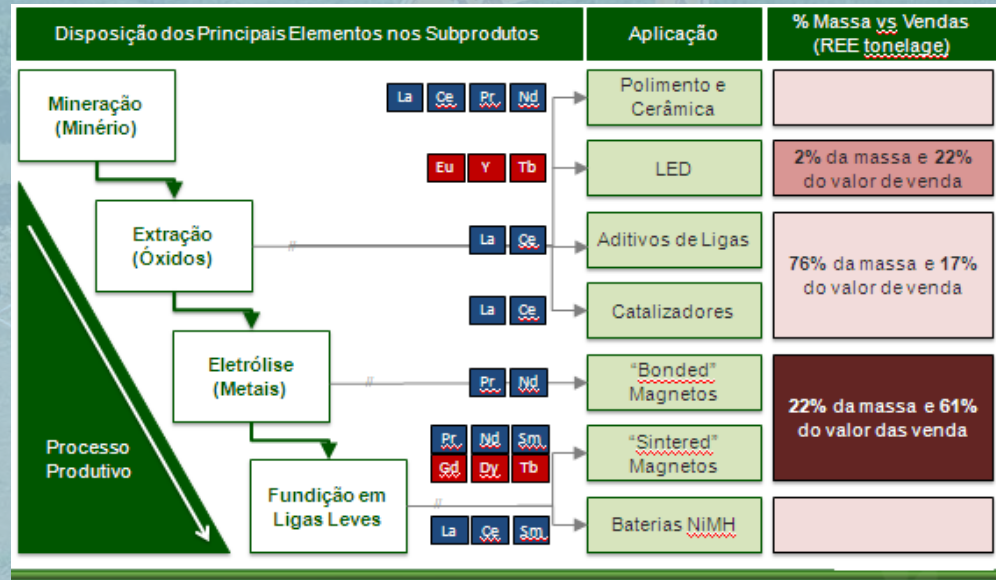 Disposição dos Principais Elementos nos Subprodutos
Aplicação
% Massa vs Vendas
(REE tonelage)
Mineração
(Minério)
La Ce Pr Nd
Polimento e
Cerâmica
Eu Y Tb
LED
2% da massa e 22%
do valor de venda
Extração
(Óxidos)
La Ce
Aditivos de Ligas
76% da massa e 17%
do valor de venda
La Ce
Catalizadores
Eletrólise
(Metais)
Pr Nd
"Bonded"
Magnetos
22% da massa e 61%
do valor das venda
Processo
Produtivo
Pr Nd Sm
Gd Dy Tb
"Sintered"
Magnetos
Fundição em
Ligas Leves
La Ce Sm
Baterias NiMH